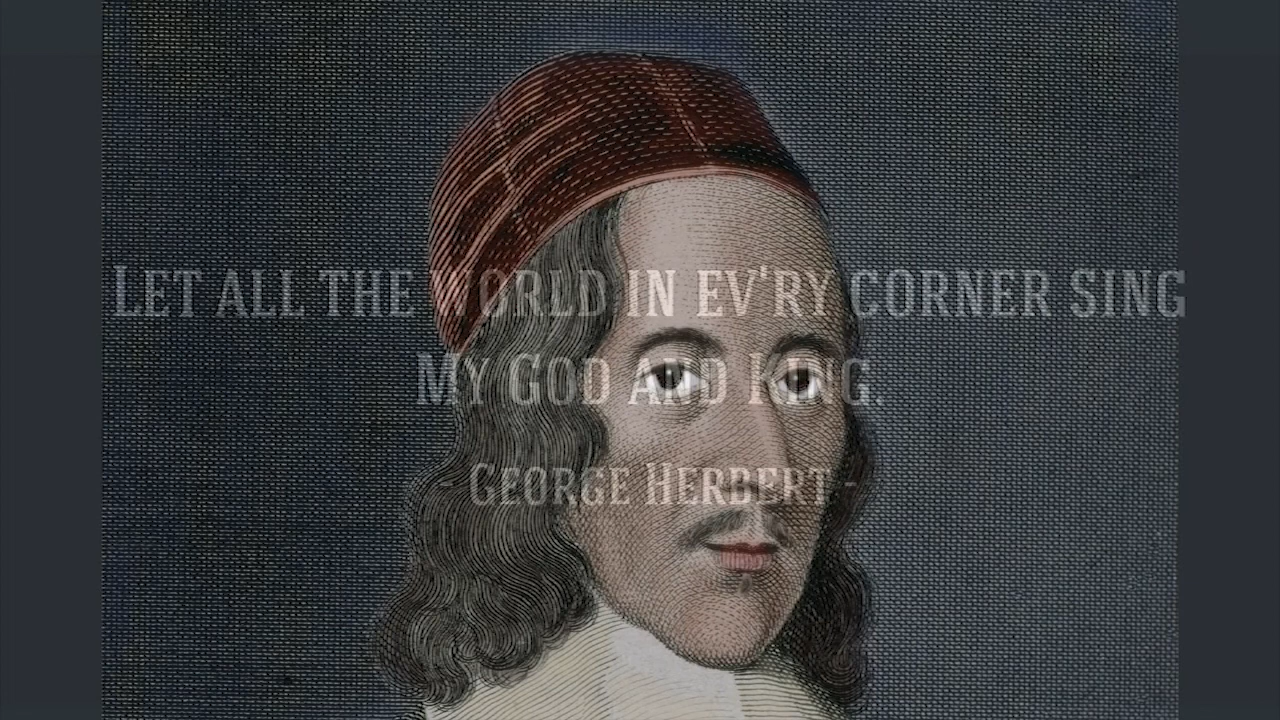 Let all the world in ev'ry corner sing
My God and King.
- George Herbert -